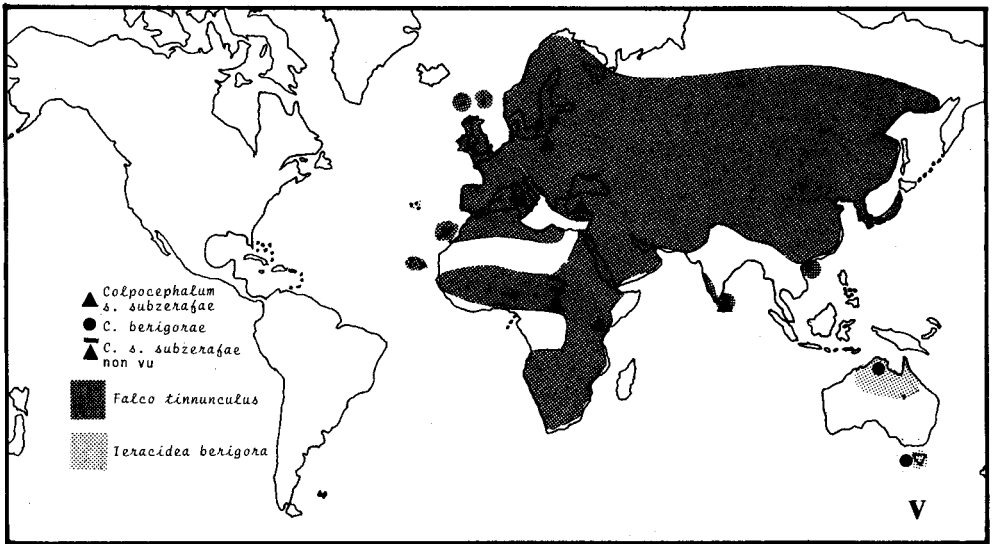 Colpocephalum
s. subzerafae
C. berigorae
C. s. subzerafae
non vu
Falco tinnunculus
Ieracidea berigora
V